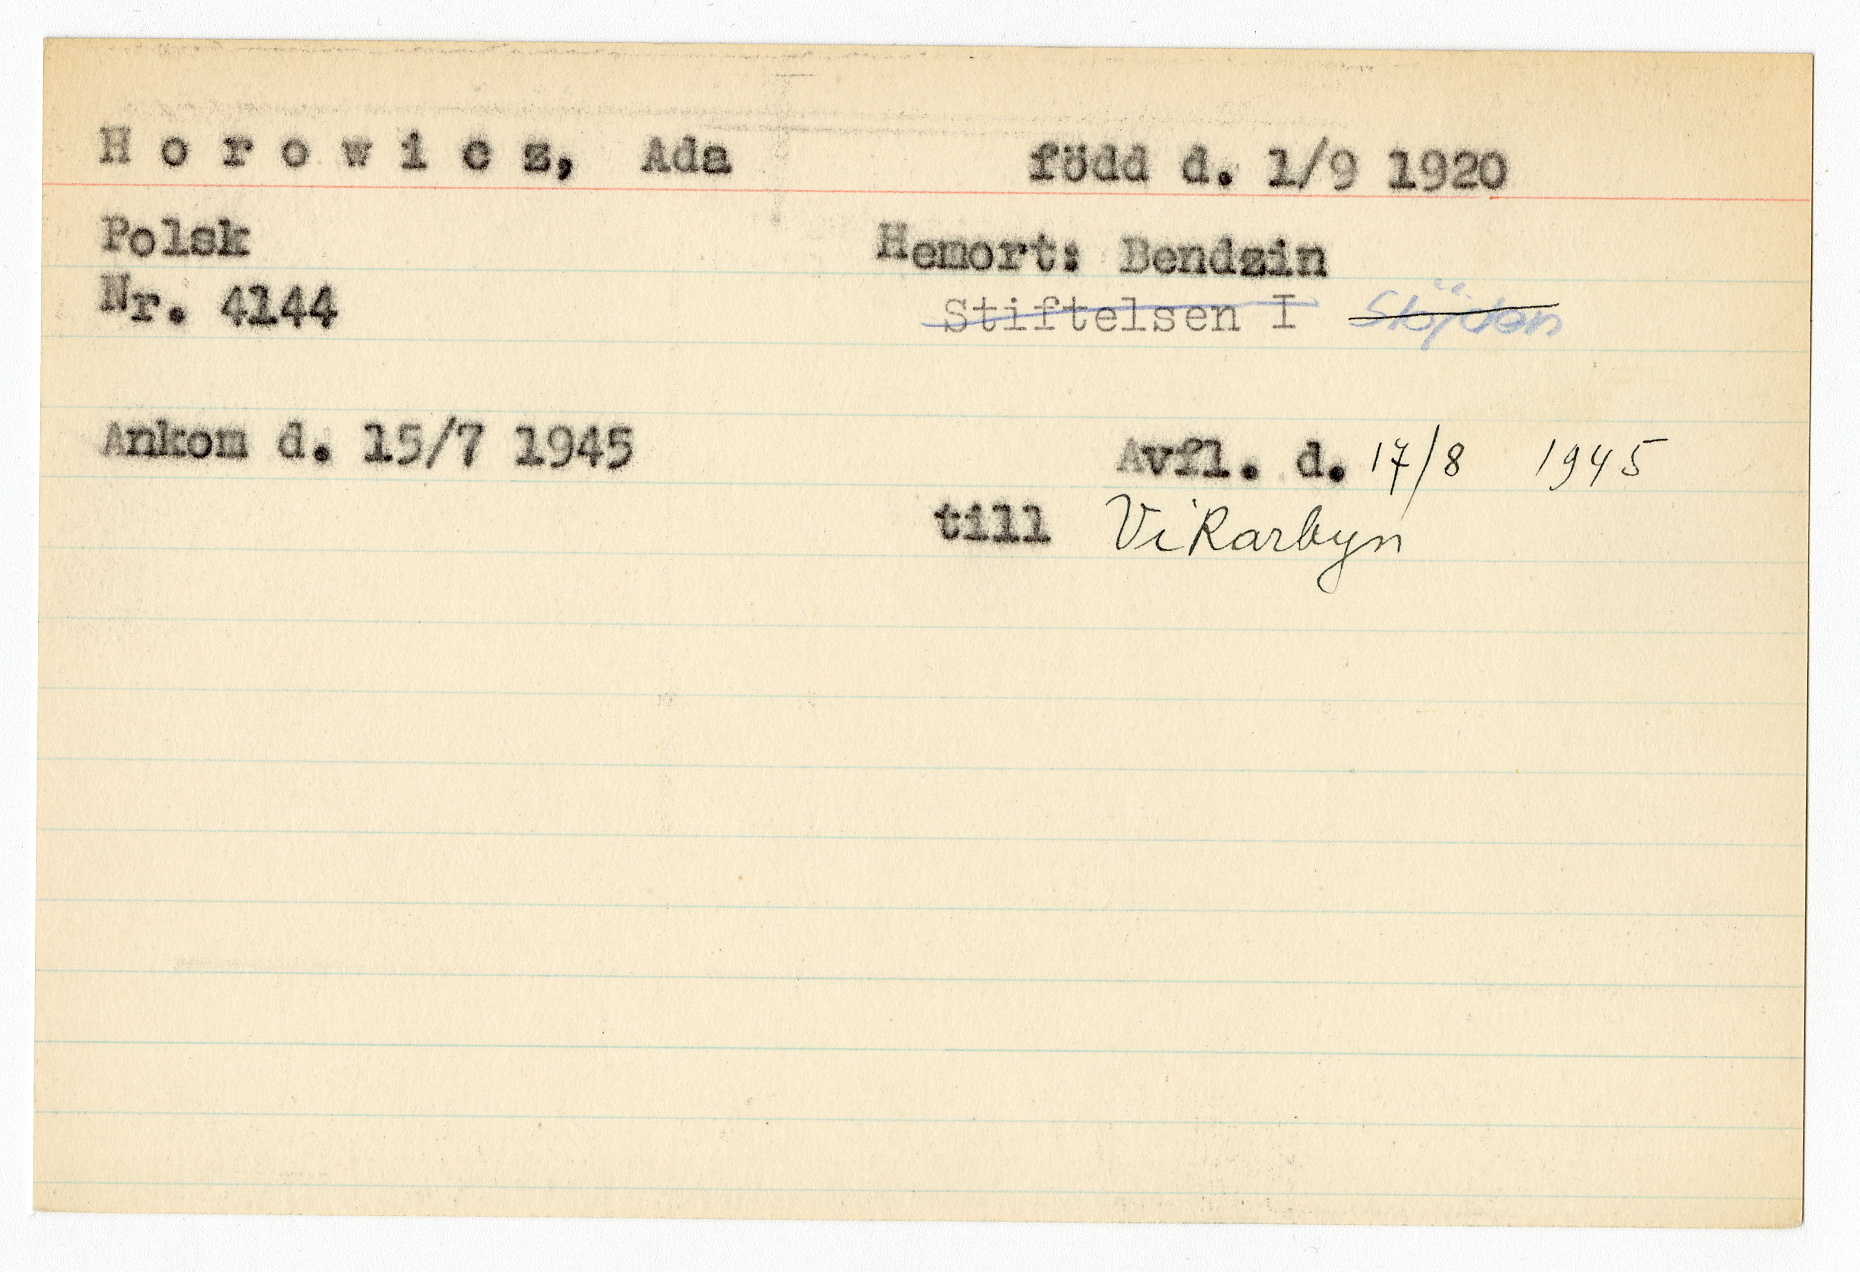 H o r o w i c z, Ada född d. 1/9 1920
Polsk Hemort: Bendzin
Nr. 4144 Stiftelsen I Slöjden
Ankom d. 15/7 1945 Avfl. d. 17/8 1945
till Vikarbyn